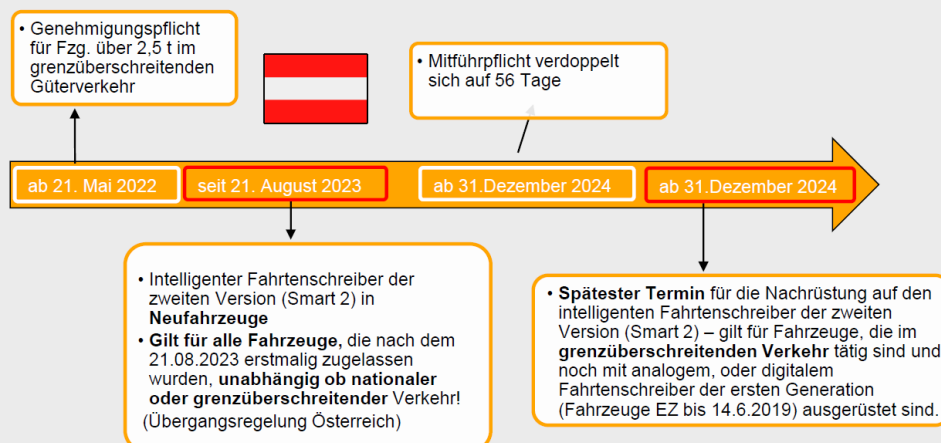 • Genehmigungspflicht
für Fzg. über 2,5 t im
grenzüberschreitenden
Güterverkehr
• Mitführpflicht verdoppelt
sich auf 56 Tage
ab 21. Mai 2022
seit 21. August 2023
ab 31.Dezember 2024
ab 31.Dezember 2024
• Intelligenter Fahrtenschreiber der
zweiten Version (Smart 2) in
Neufahrzeuge
• Gilt für alle Fahrzeuge, die nach dem
21.08.2023 erstmalig zugelassen
wurden, unabhängig ob nationaler
oder grenzüberschreitender Verkehr!
(Übergangsregelung Österreich)
• Spätester Termin für die Nachrüstung auf den
intelligenten Fahrtenschreiber der zweiten
Version (Smart 2) – gilt für Fahrzeuge, die im
grenzüberschreitenden Verkehr tätig sind und
noch mit analogem, oder digitalem
Fahrtenschreiber der ersten Generation
(Fahrzeuge EZ bis 14.6.2019) ausgerüstet sind.